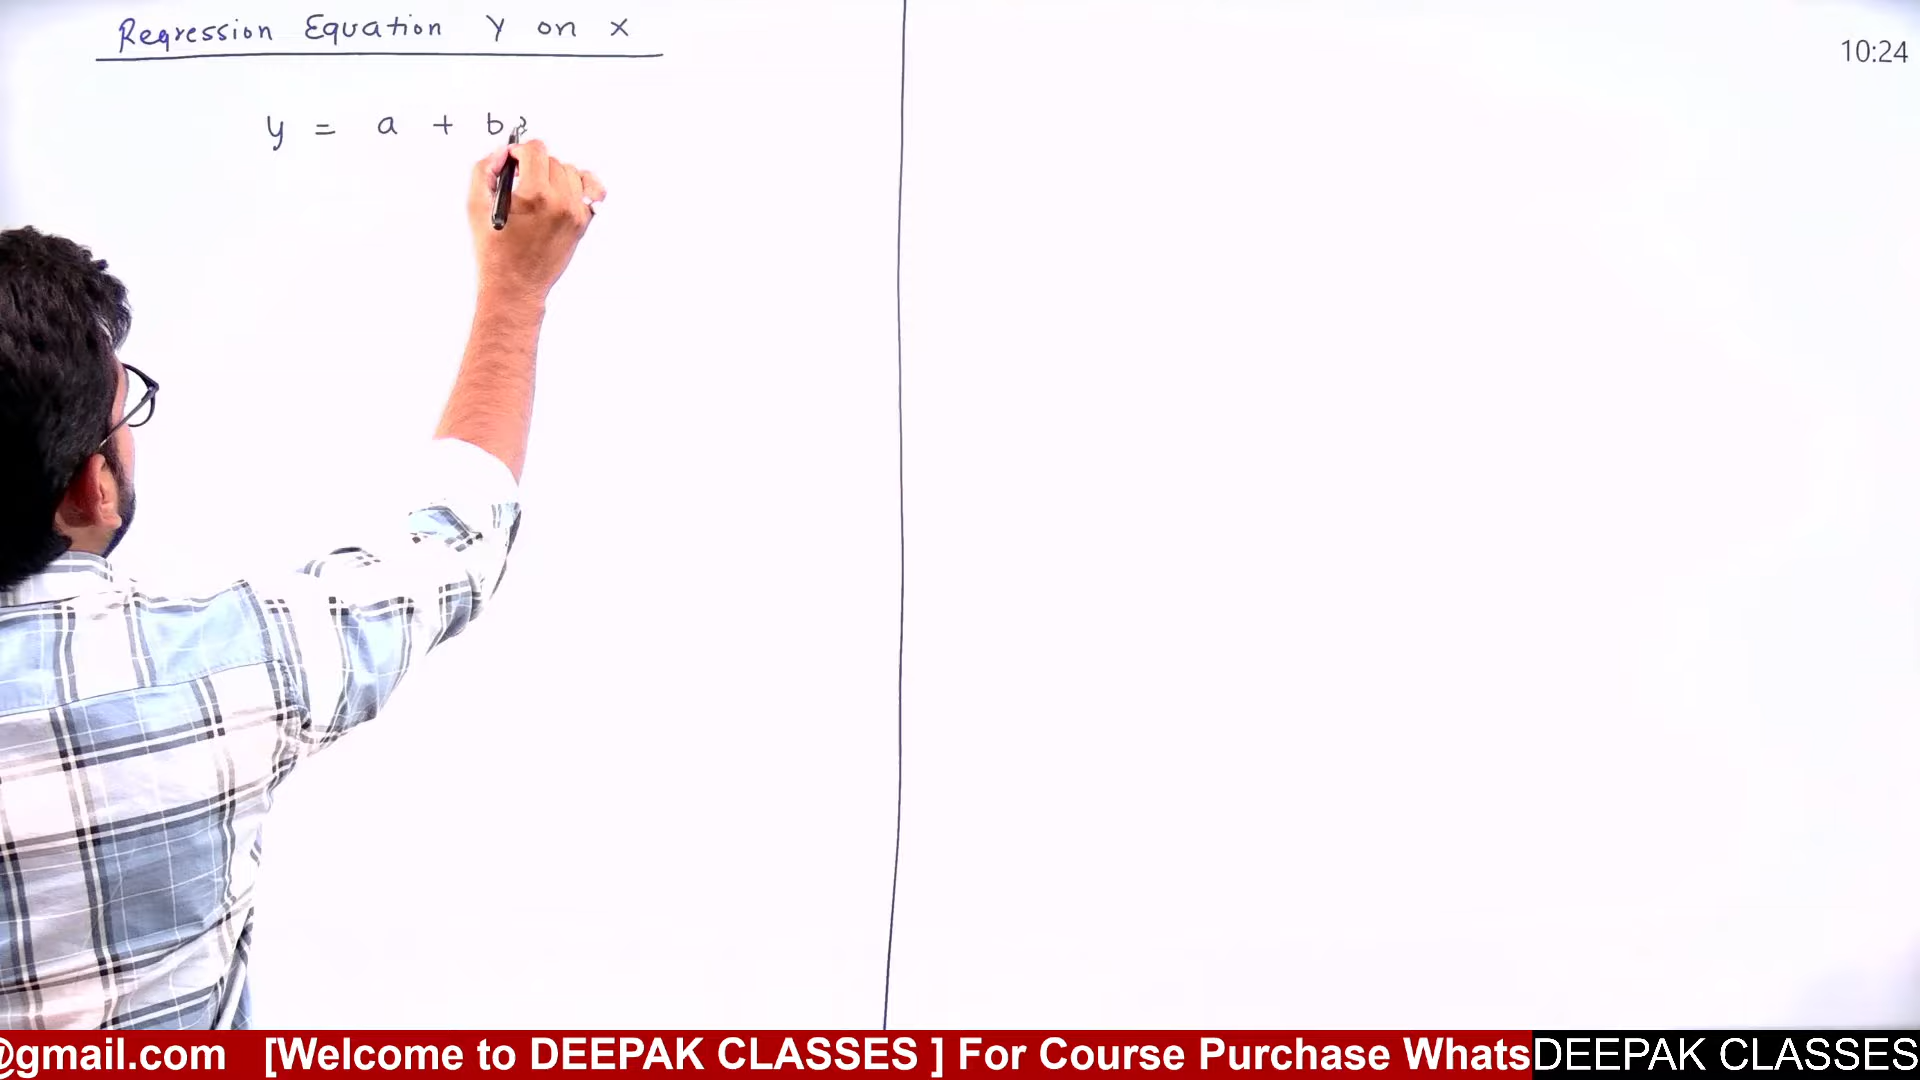 Regression Equation Y on X
10:24
y = a + b
@gmail.com [Welcome to DEEPAK CLASSES ] For Course Purchase Whats
DEEPAK CLASSES